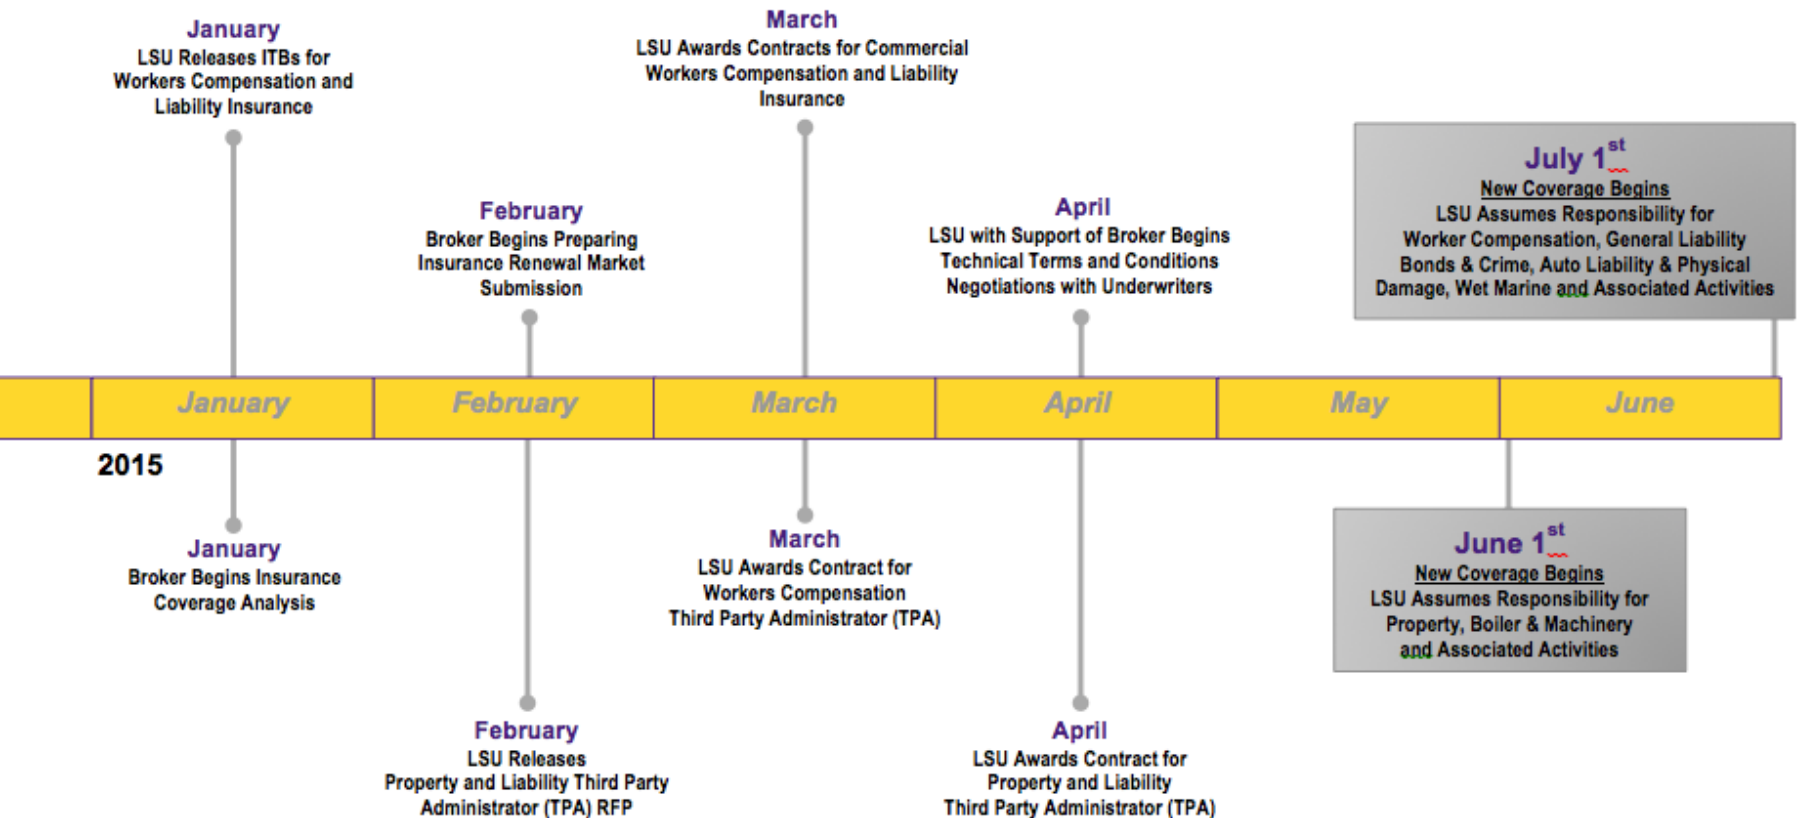 January
LSU Releases ITBs for
Workers Compensation and
Liability Insurance
March
LSU Awards Contracts for Commercial
Workers Compensation and Liability
Insurance
February
Broker Begins Preparing
Insurance Renewal Market
Submission
April
LSU with Support of Broker Begins
Technical Terms and Conditions
Negotiations with Underwriters
July 1st
New Coverage Begins
LSU Assumes Responsibility for
Worker Compensation, General Liability
Bonds & Crime, Auto Liability & Physical
Damage, Wet Marine and Associated Activities
January
February
March
April
May
June
2015
January
Broker Begins Insurance
Coverage Analysis
March
LSU Awards Contract for
Workers Compensation
Third Party Administrator (TPA)
June 1st
New Coverage Begins
LSU Assumes Responsibility for
Property, Boiler & Machinery
and Associated Activities
February
LSU Releases
Property and Liability Third Party
Administrator (TPA) RFP
April
LSU Awards Contract for
Property and Liability
Third Party Administrator (TPA)